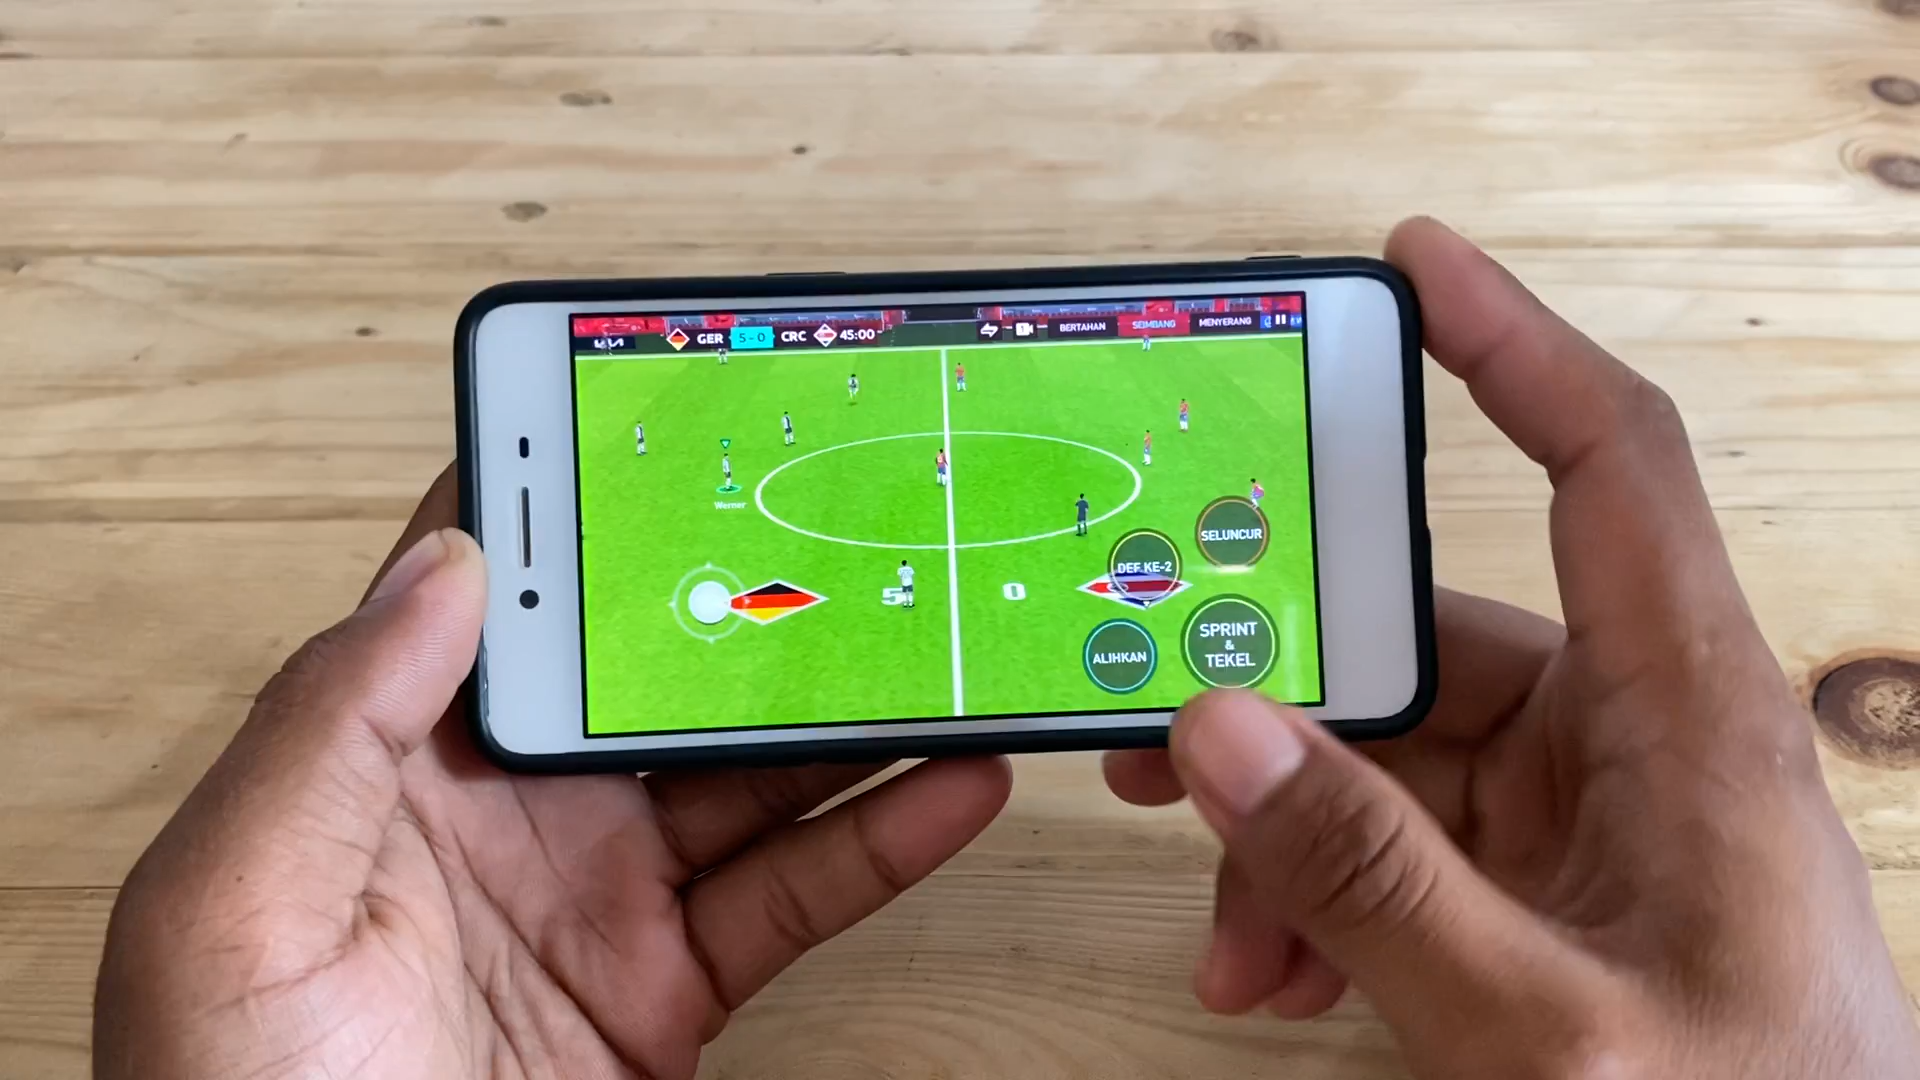 GER 5 - 0 CRC 45:00
BERTAHAN SEIMBANG MENYERANG
Werner
SELUNCUR
DEF KE-2
5 0
ALIHKAN
SPRINT
&
TEKEL